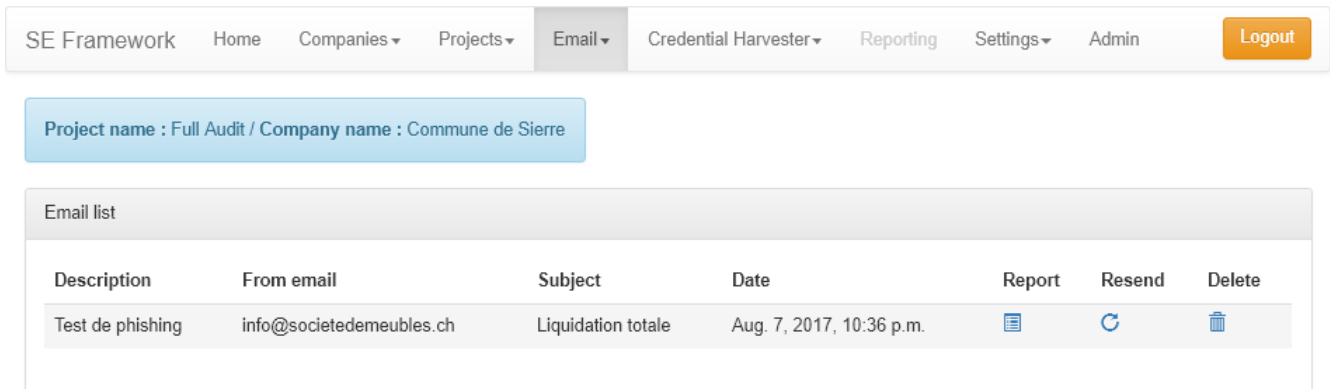 SE Framework Home Companies Projects Email Credential Harvester Reporting Settings Admin Logout
Project name : Full Audit / Company name : Commune de Sierre
Email list
Description From email Subject Date Report Resend Delete
Test de phishing info@societedemeubles.ch Liquidation totale Aug. 7, 2017, 10:36 p.m.